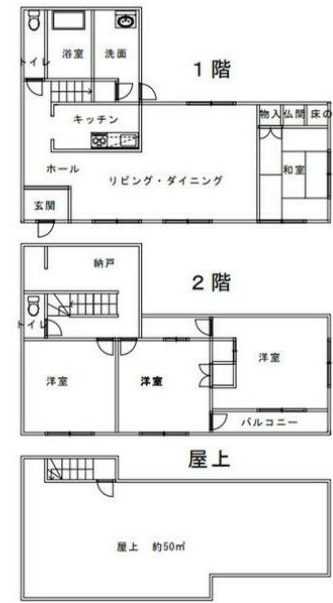 トイレ
浴室
洗面
1階
キッチン
物入
仏間
床の
ホール
リビング・ダイニング
和室
玄関
納戸
2階
トイレ
洋室
洋室
洋室
バルコニー
屋上
屋上 約50㎡